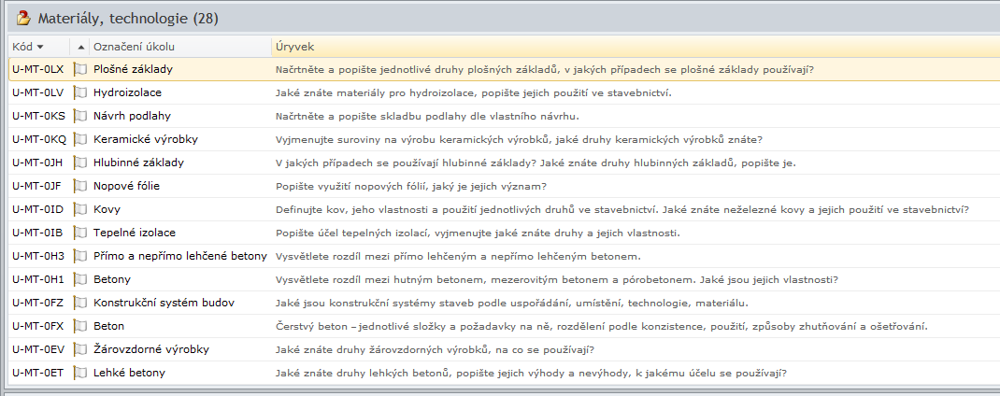 Materiály, technologie (28)
Kód Označení úkolu Úryvek
U-MT-0LX Plošné základy Načrtněte a popište jednotlivé druhy plošných základů, v jakých případech se plošné základy používají?
U-MT-0LV Hydroizolace Jaké znáte materiály pro hydroizolace, popište jejich použití ve stavebnictví.
U-MT-0KS Návrh podlahy Načrtněte a popište skladbu podlahy dle vlastního návrhu.
U-MT-0KQ Keramické výrobky Vyjmenujte suroviny na výrobu keramických výrobků, jaké druhy keramických výrobků znáte?
U-MT-0JH Hlubinné základy V jakých případech se používají hlubinné základy? Jaké znáte druhy hlubinných základů, popište je.
U-MT-0JF Nopové fólie Popište využití nopových fólií, jaký je jejich význam?
U-MT-0ID Kovy Definujte kov, jeho vlastnosti a použití jednotlivých druhů ve stavebnictví. Jaké znáte neželezné kovy a jejich použití ve stavebnictví?
U-MT-0IB Tepelné izolace Popište účel tepelných izolací, vyjmenujte jaké znáte druhy a jejich vlastnosti.
U-MT-0H3 Přímo a nepřímo lehčené betony Vysvětlete rozdíl mezi přímo lehčeným a nepřímo lehčeným betonem.
U-MT-0H1 Betony Vysvětlete rozdíl mezi hutným betonem, mezerovitým betonem a pórobetonem. Jaké jsou jejich vlastnosti?
U-MT-0FZ Konstrukční systém budov Jaké jsou konstrukční systémy staveb podle uspořádání, umístění, technologie, materiálu.
U-MT-0FX Beton Čerstvý beton – jednotlivé složky a požadavky na ně, rozdělení podle konzistence, použití, způsoby zhutňování a ošetřování.
U-MT-0EV Žárovzdorné výrobky Jaké znáte druhy žárovzdorných výrobků, na co se používají?
U-MT-0ET Lehké betony Jaké znáte druhy lehkých betonů, popište jejich výhody a nevýhody, k jakému účelu se používají?